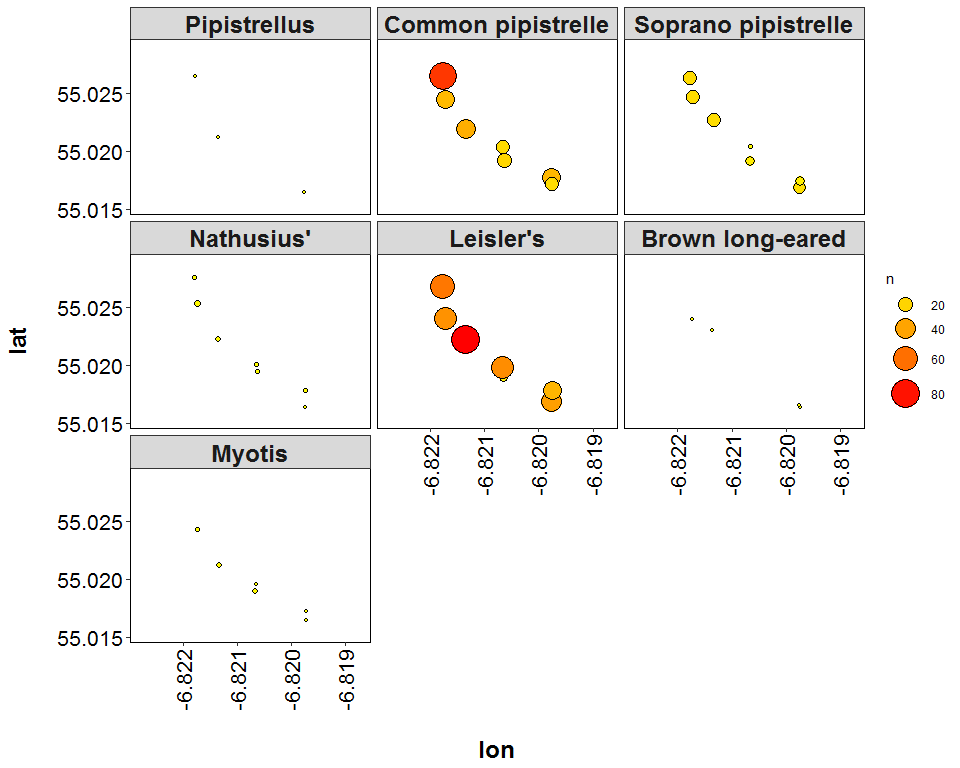 Pipistrellus
Common pipistrelle
Soprano pipistrelle
55.025
55.020
55.015
Nathusius'
Leisler's
Brown long-eared
55.025
55.020
55.015
n
20
40
60
80
-6.822
-6.821
-6.820
-6.819
-6.822
-6.821
-6.820
-6.819
Myotis
55.025
55.020
55.015
-6.822
-6.821
-6.820
-6.819
lat
lon